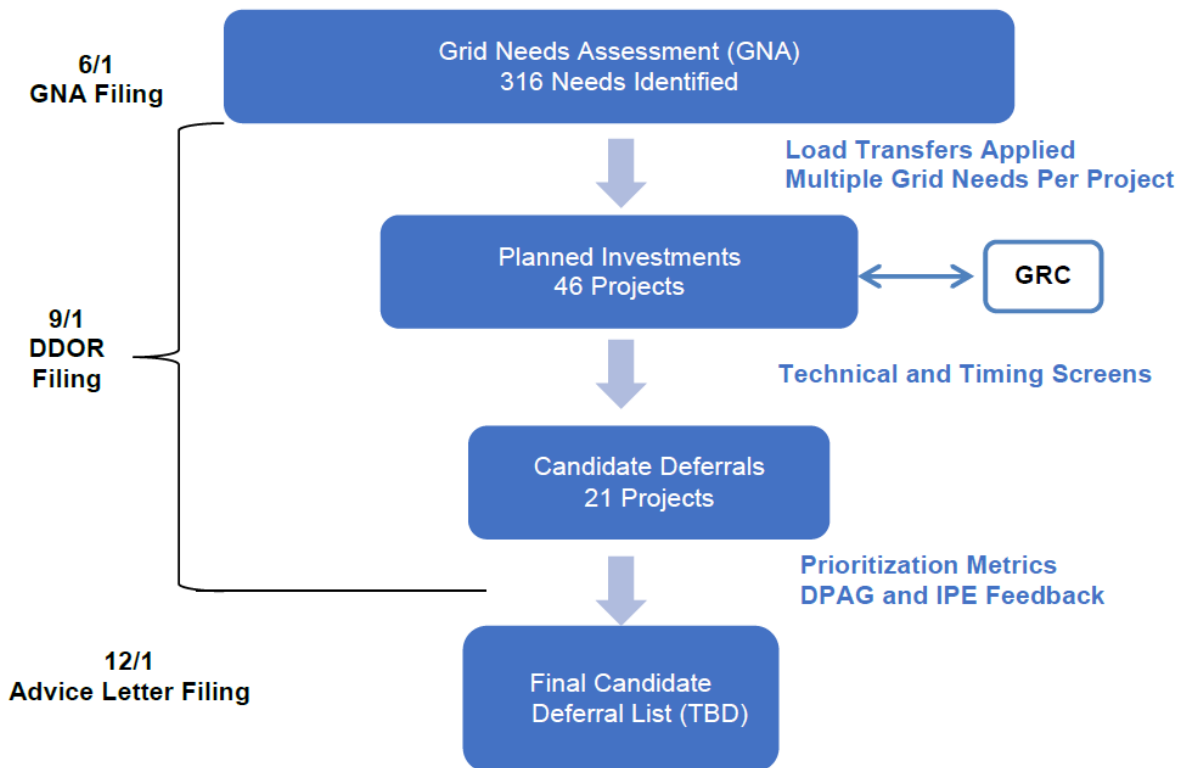 Grid Needs Assessment (GNA)
316 Needs Identified
6/1
GNA Filing
Load Transfers Applied
Multiple Grid Needs Per Project
Planned Investments
46 Projects
GRC
9/1
DDOR
Filing
Technical and Timing Screens
Candidate Deferrals
21 Projects
Prioritization Metrics
DPAG and IPE Feedback
12/1
Advice Letter Filing
Final Candidate
Deferral List (TBD)